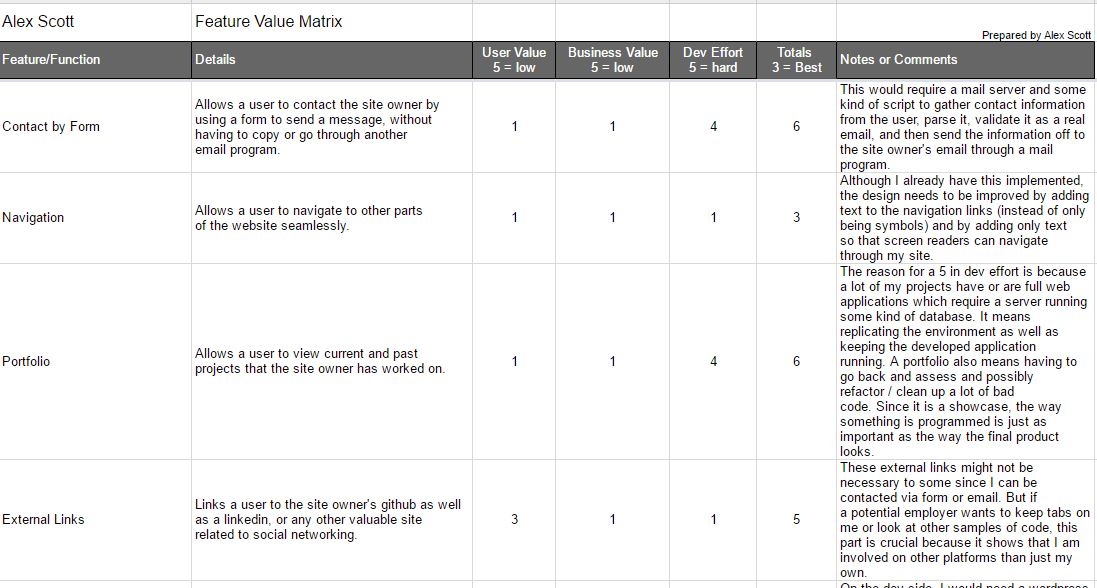 Alex Scott
Feature Value Matrix
Prepared by Alex Scott
Feature/Function
Details
User Value
5 = low
Business Value
5 = low
Dev Effort
5 = hard
Totals
3 = Best
Notes or Comments
Contact by Form
Allows a user to contact the site owner by
using a form to send a message, without
having to copy or go through another
email program.
1
1
4
6
This would require a mail server and some
kind of script to gather contact information
from the user, parse it, validate it as a real
email, and then send the information off to
the site owner's email through a mail
program.
Navigation
Allows a user to navigate to other parts
of the website seamlessly.
1
1
1
3
Although I already have this implemented,
the design needs to be improved by adding
text to the navigation links (instead of only
being symbols) and by adding only text
so that screen readers can navigate
through my site.
Portfolio
Allows a user to view current and past
projects that the site owner has worked on.
1
1
4
6
The reason for a 5 in dev effort is because
a lot of my projects have or are full web
applications which require a server running
some kind of database. It means
replicating the environment as well as
keeping the developed application
running. A portfolio also means having to
go back and assess and possibly
refactor / clean up a lot of bad
code. Since it is a showcase, the way
something is programmed is just as
important as the way the final product
looks.
External Links
Links a user to the site owner's github as well
as a linkedin, or any other valuable site
related to social networking.
3
1
1
5
These external links might not be
necessary to some since I can be
contacted via form or email. But if
a potential employer wants to keep tabs on
me or look at other samples of code, this
part is crucial because it shows that I am
involved on other platforms than just my
own.
On the dev side, I would need a wordpress